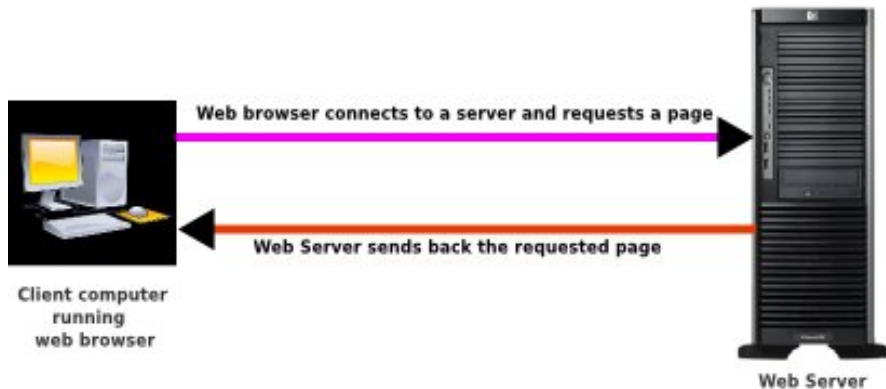 Web browser connects to a server and requests a page
Web Server sends back the requested page
Client computer
running
web browser
Web Server